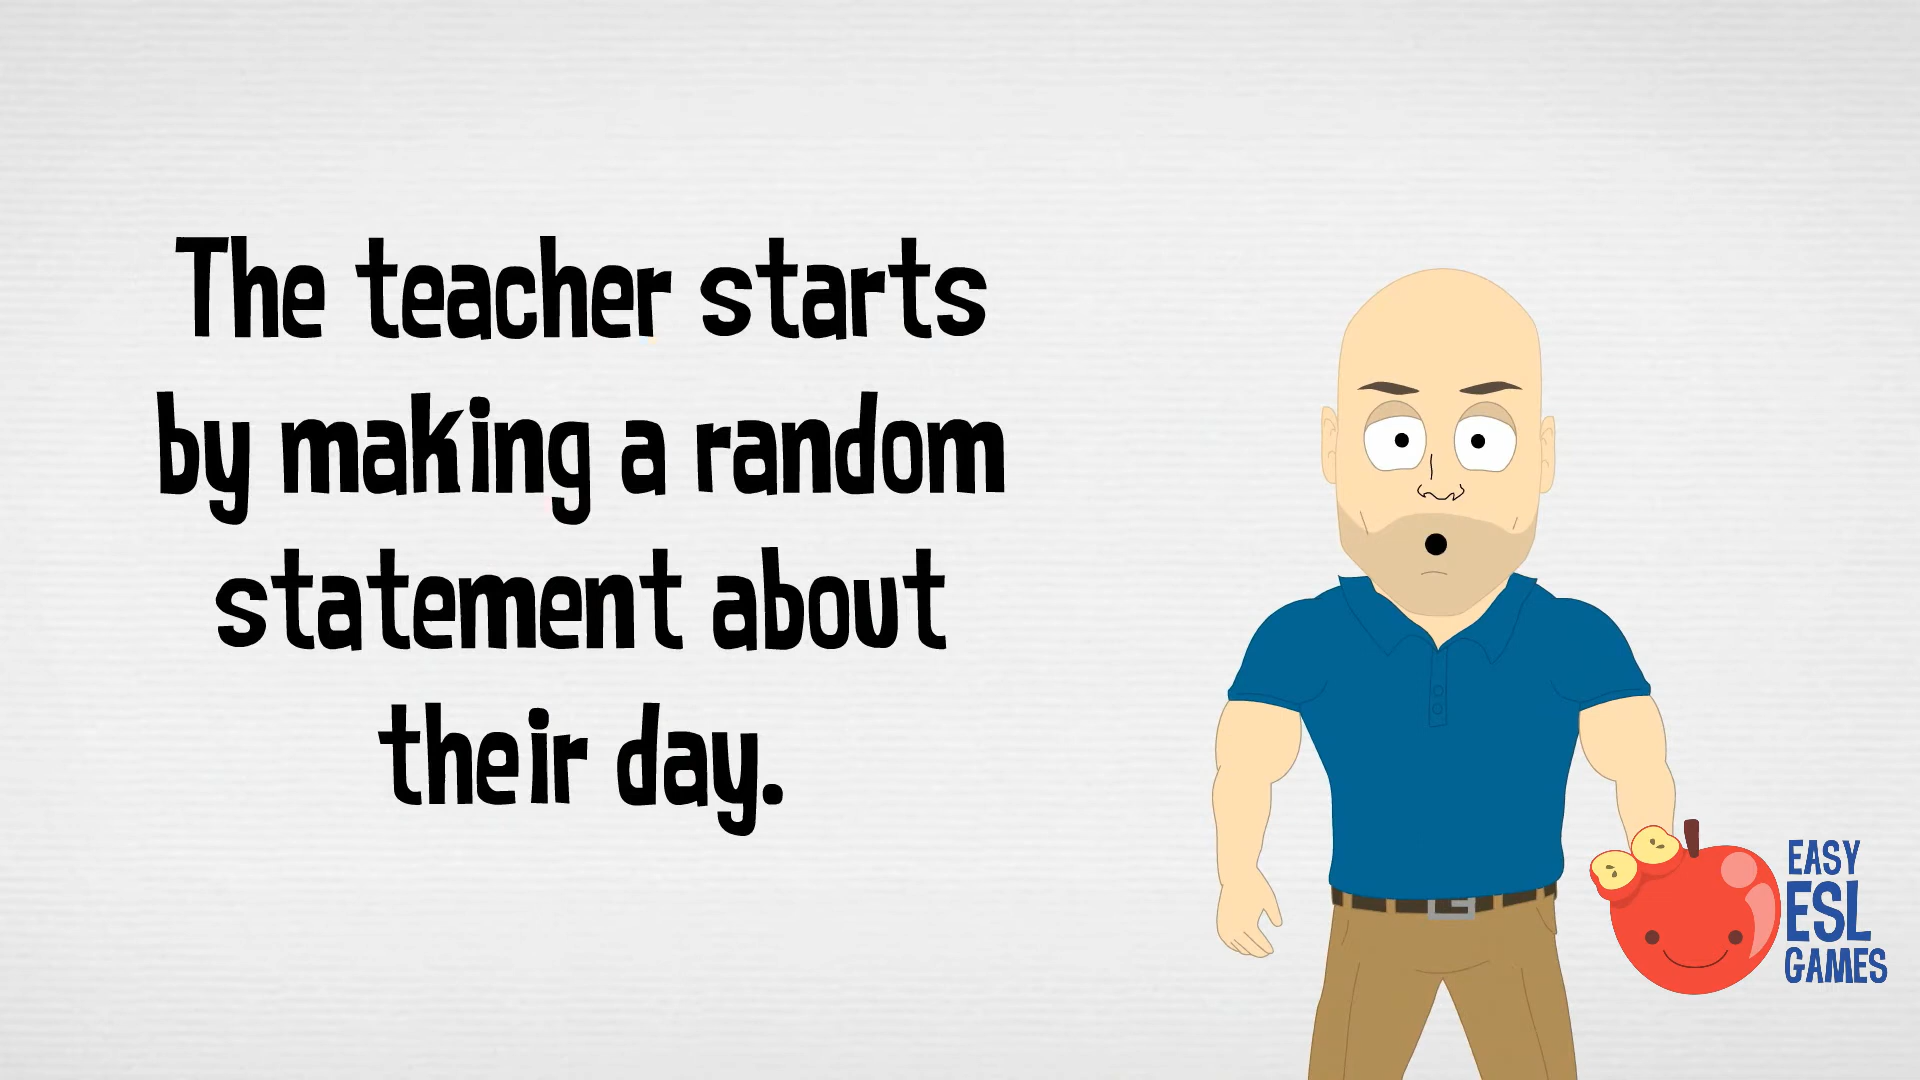 The teacher starts
by making a random
statement about
their day.
EASY
ESL
GAMES